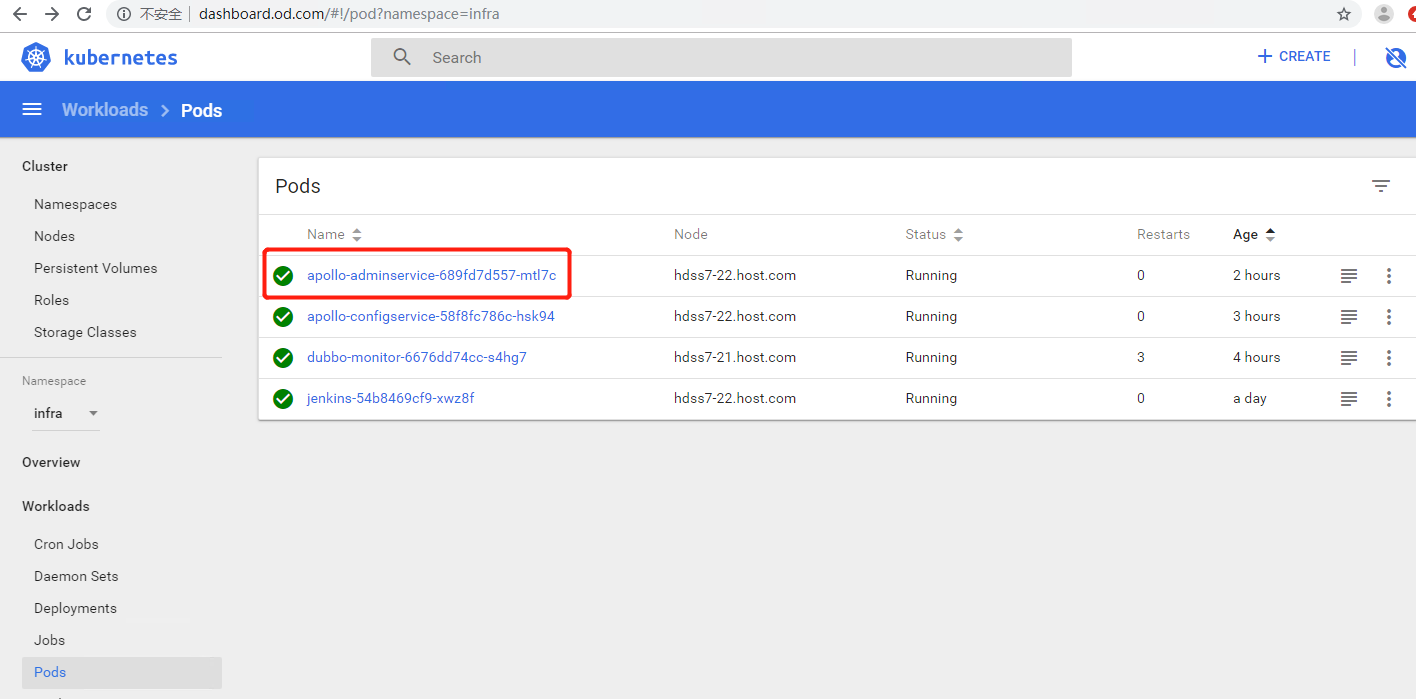 不安全 dashboard.od.com/#!/pod?namespace=infra
kubernetes Search CREATE
Workloads Pods
Cluster
Namespaces
Nodes
Persistent Volumes
Roles
Storage Classes
Namespace
infra
Overview
Workloads
Cron Jobs
Daemon Sets
Deployments
Jobs
Pods
Pods
Name Node Status Restarts Age
apollo-adminservice-689fd7d557-mtl7c hdss7-22.host.com Running 0 2 hours
apollo-configservice-58f8fc786c-hsk94 hdss7-22.host.com Running 0 3 hours
dubbo-monitor-6676dd74cc-s4hg7 hdss7-21.host.com Running 3 4 hours
jenkins-54b8469cf9-xwz8f hdss7-22.host.com Running 0 a day